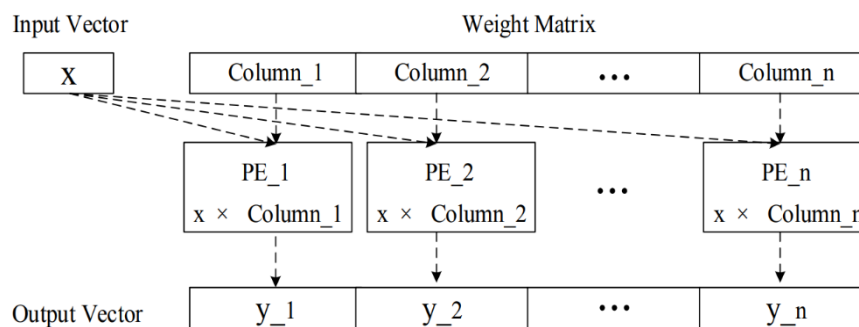 Input Vector Weight Matrix
x Column_1 Column_2 ... Column_n
PE_1 PE_2 PE_n
...
x × Column_1 x × Column_2 x × Column_n
Output Vector y_1 y_2 ... y_n